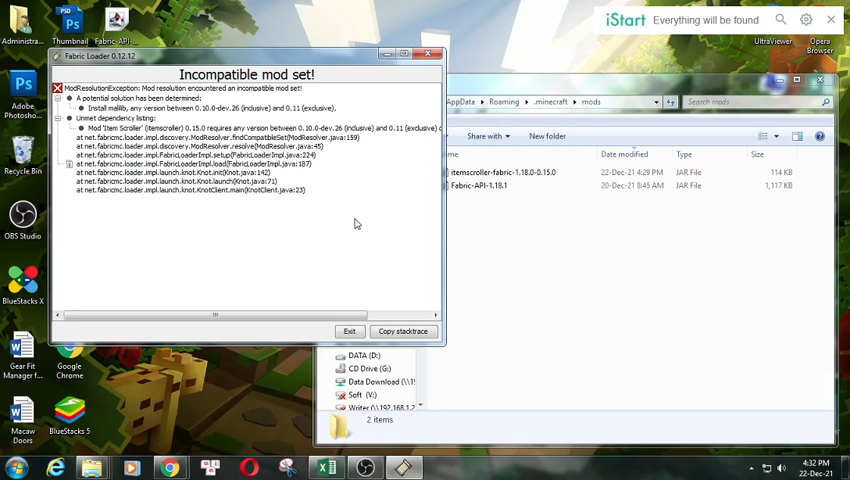 iStart
Everything will be found
Administra...
Thumbnail
Fabric-API-...
UltraViewer
Opera
Browser
Fabric Loader 0.12.12
Incompatible mod set!
ModResolutionException: Mod resolution encountered an incompatible mod set!
A potential solution has been determined:
Install malilib, any version between 0.10.0-dev.26 (inclusive) and 0.11 (exclusive).
Unmet dependency listing:
Mod 'Item Scroller' (itemscroller) 0.15.0 requires any version between 0.10.0-dev.26 (inclusive) and 0.11 (exclusive) o
at net.fabricmc.loader.impl.discovery.ModResolver.findCompatibleSet(ModResolver.java:159)
at net.fabricmc.loader.impl.discovery.ModResolver.resolve(ModResolver.java:45)
at net.fabricmc.loader.impl.FabricLoaderImpl.setup(FabricLoaderImpl.java:224)
at net.fabricmc.loader.impl.FabricLoaderImpl.load(FabricLoaderImpl.java:187)
at net.fabricmc.loader.impl.launch.knot.Knot.init(Knot.java:142)
at net.fabricmc.loader.impl.launch.knot.Knot.launch(Knot.java:71)
at net.fabricmc.loader.impl.launch.knot.KnotClient.main(KnotClient.java:23)
Exit
Copy stacktrace
AppData
Roaming
.minecraft
mods
Search mods
Share with
New folder
Date modified
Type
Size
itemscroller-fabric-1.18.0-0.15.0
22-Dec-21 4:29 PM
JAR File
114 KB
Fabric-API-1.18.1
20-Dec-21 8:45 AM
JAR File
1,117 KB
DATA (D:)
CD Drive (G:)
Data Download (\\19
Soft (V:)
Writer (\\192.168.1.2
2 items
Adobe
Photosho...
Recycle Bin
OBS Studio
BlueStacks X
Gear Fit
Manager f...
Google
Chrome
Macaw
Doors
BlueStacks 5
4:32 PM
22-Dec-21